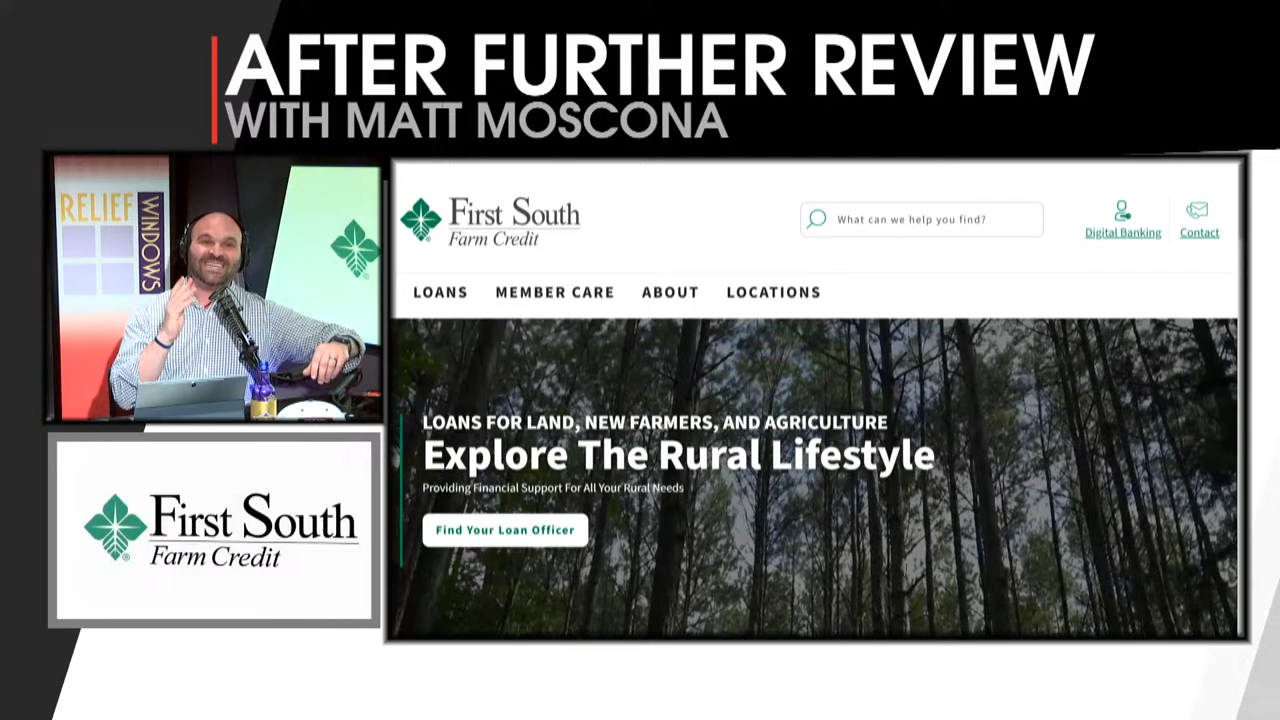 AFTER FURTHER REVIEW
WITH MATT MOSCONA
RELIEF
WINDOWS
First South
Farm Credit
What can we help you find?
Digital Banking
Contact
LOANS
MEMBER CARE
ABOUT
LOCATIONS
LOANS FOR LAND, NEW FARMERS, AND AGRICULTURE
Explore The Rural Lifestyle
Providing Financial Support For All Your Rural Needs
Find Your Loan Officer
First South
Farm Credit®